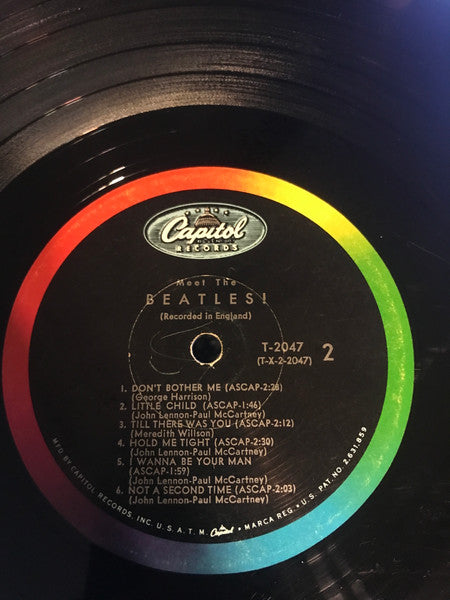 Capitol
RECORDS
Meet The
BEATLES!
(Recorded in England)
T-2047
(T-X-2-2047)
2
1. DON'T BOTHER ME (ASCAP-2:28)
(George Harrison)
2. LITTLE CHILD (ASCAP-1:46)
(John Lennon-Paul McCartney)
3. TILL THERE WAS YOU (ASCAP-2:12)
(Meredith Willson)
4. HOLD ME TIGHT (ASCAP-2:30)
(John Lennon-Paul McCartney)
5. I WANNA BE YOUR MAN
(ASCAP-1:59)
(John Lennon-Paul McCartney)
6. NOT A SECOND TIME (ASCAP-2:03)
(John Lennon-Paul McCartney)
MFD BY CAPITOL RECORDS, INC. U.S.A. T.M. Capitol • MARCA REG. • U.S. PAT. NO. 2,631,859